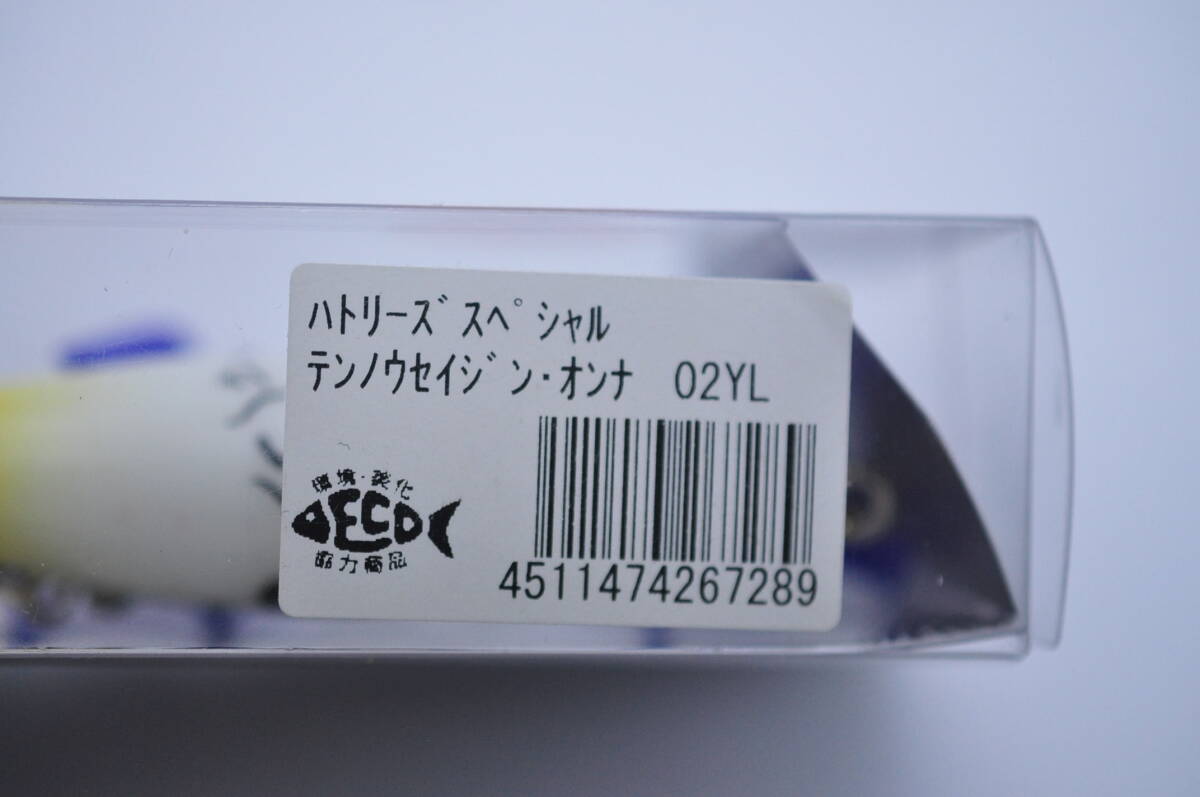 ﾊﾄﾘｰｽﾞｽﾍﾟｼｬﾙ
ﾃﾝﾉｳｾｲｼﾞﾝ･ｵﾝﾅ 02YL
環境・美化
ECO
協力商品
4511474267289